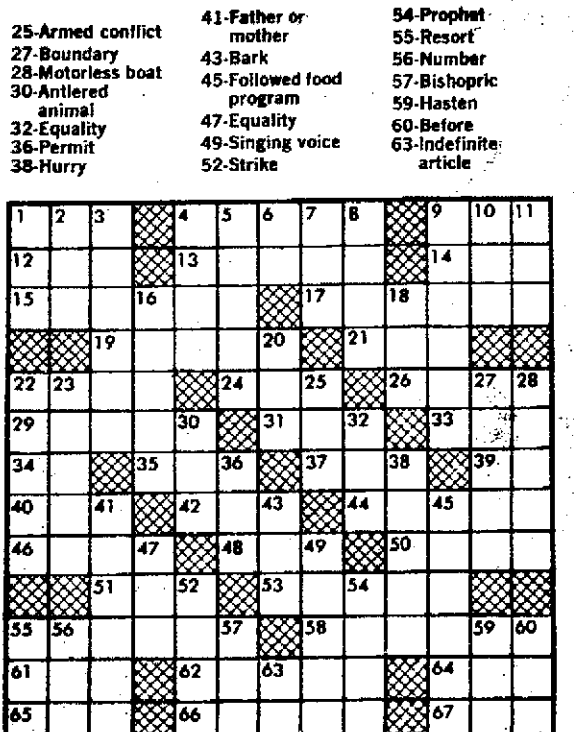 25-Armed conflict
27-Boundary
28-Motorless boat
30-Antlered
animal
32-Equality
36-Permit
38-Hurry
41-Father or
mother
43-Bark
45-Followed food
program
47-Equality
49-Singing voice
52-Strike
54-Prophet
55-Resort
56-Number
57-Bishopric
59-Hasten
60-Before
63-Indefinite
article
1 2 3 4 5 6 7 8 9 10 11
12 13 14
15 16 17 18
19 20 21
22 23 24 25 26 27 28
29 30 31 32 33
34 35 36 37 38 39
40 41 42 43 44 45
46 47 48 49 50
51 52 53 54
55 56 57 58 59 60
61 62 63 64
65 66 67